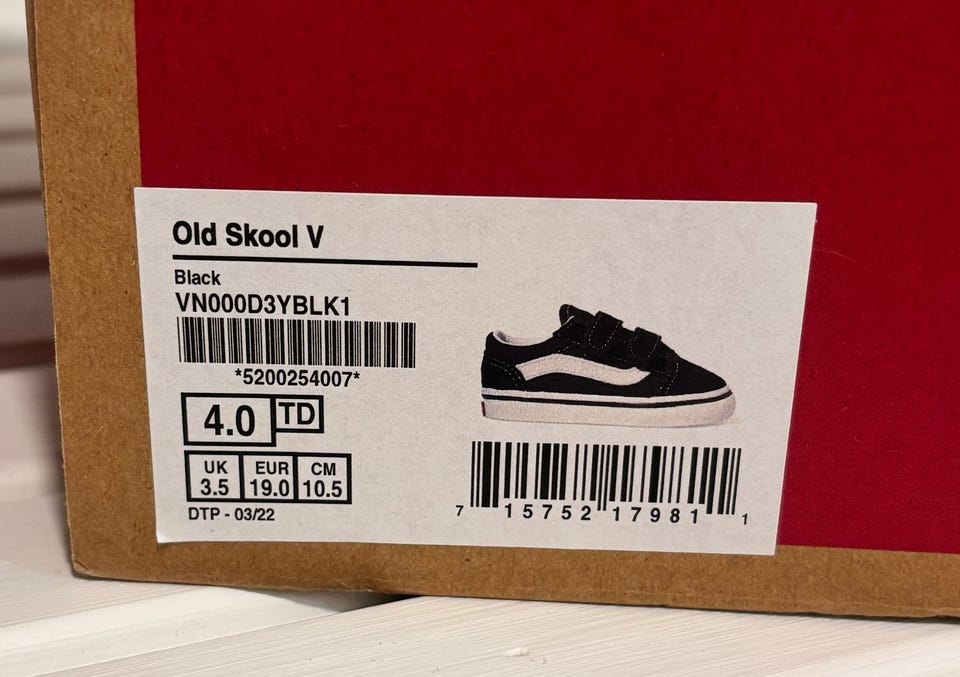 Old Skool V
Black
VN000D3YBLK1
*5200254007*
4.0 TD
UK EUR CM
3.5 19.0 10.5
DTP - 03/22
7 15752 17981 1